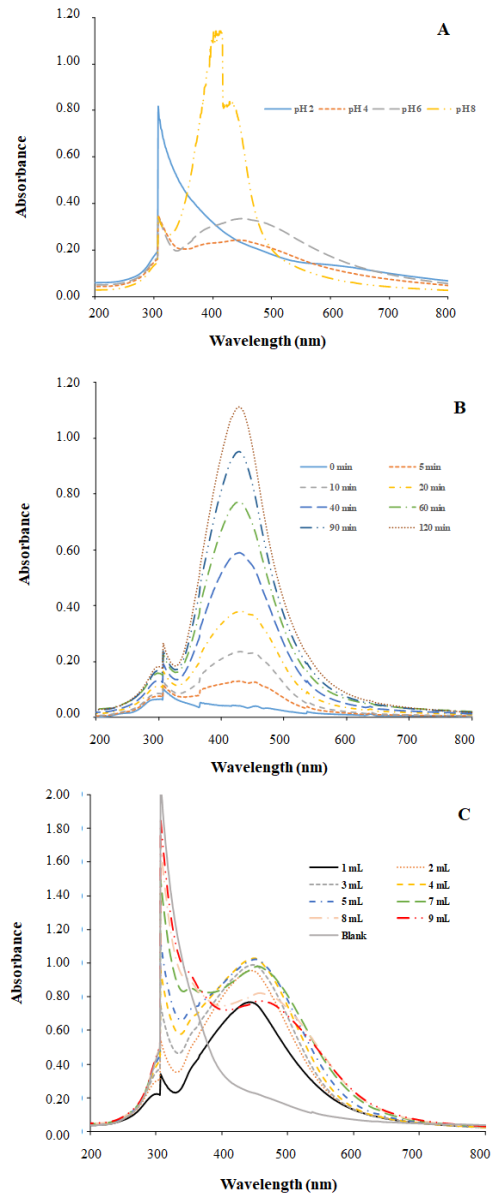 A
1.20
1.00
0.80
0.60
0.40
0.20
0.00
Absorbance
pH 2 pH 4 pH 6 pH 8
200 300 400 500 600 700 800
Wavelength (nm)
B
1.20
1.00
0.80
0.60
0.40
0.20
0.00
Absorbance
0 min 5 min
10 min 20 min
40 min 60 min
90 min 120 min
200 300 400 500 600 700 800
Wavelength (nm)
C
2.00
1.80
1.60
1.40
1.20
1.00
0.80
0.60
0.40
0.20
0.00
Absorbance
1 mL 2 mL
3 mL 4 mL
5 mL 7 mL
8 mL 9 mL
Blank
200 300 400 500 600 700 800
Wavelength (nm)